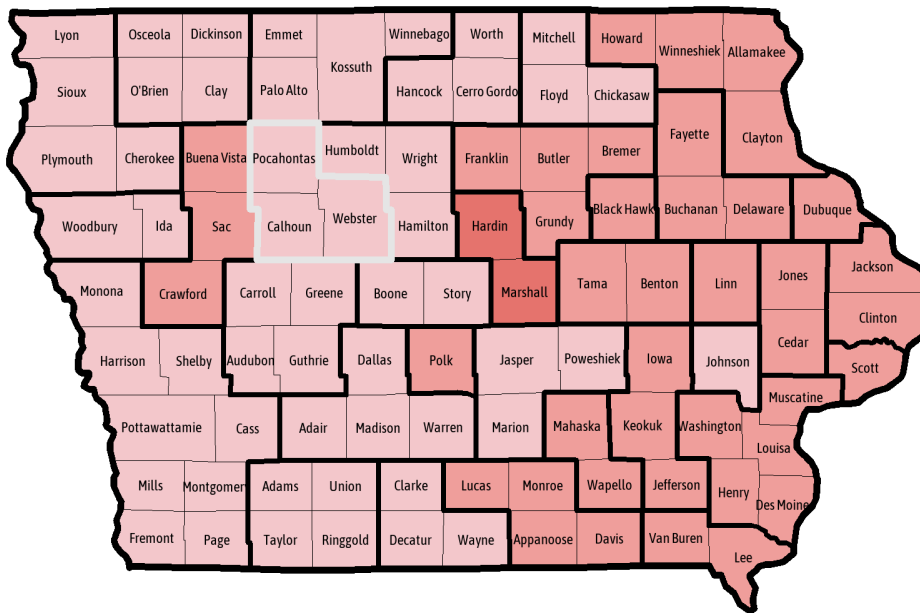 Lyon Osceola Dickinson Emmet Winnebago Worth Mitchell Howard Winneshiek Allamakee
Kossuth
Sioux O'Brien Clay Palo Alto Hancock Cerro Gordo Floyd Chickasaw
Fayette Clayton
Plymouth Cherokee Buena Vista Pocahontas Humboldt Wright Franklin Butler Bremer
Woodbury Ida Sac Calhoun Webster Hamilton Hardin Grundy Black Hawk Buchanan Delaware Dubuque
Monona Crawford Carroll Greene Boone Story Marshall Tama Benton Linn Jones Jackson
Clinton
Harrison Shelby Audubon Guthrie Dallas Polk Jasper Poweshiek Iowa Johnson Cedar Scott
Muscatine
Pottawattamie Cass Adair Madison Warren Marion Mahaska Keokuk Washington Louisa
Mills Montgomery Adams Union Clarke Lucas Monroe Wapello Jefferson Henry Des Moine
Fremont Page Taylor Ringgold Decatur Wayne Appanoose Davis Van Buren Lee